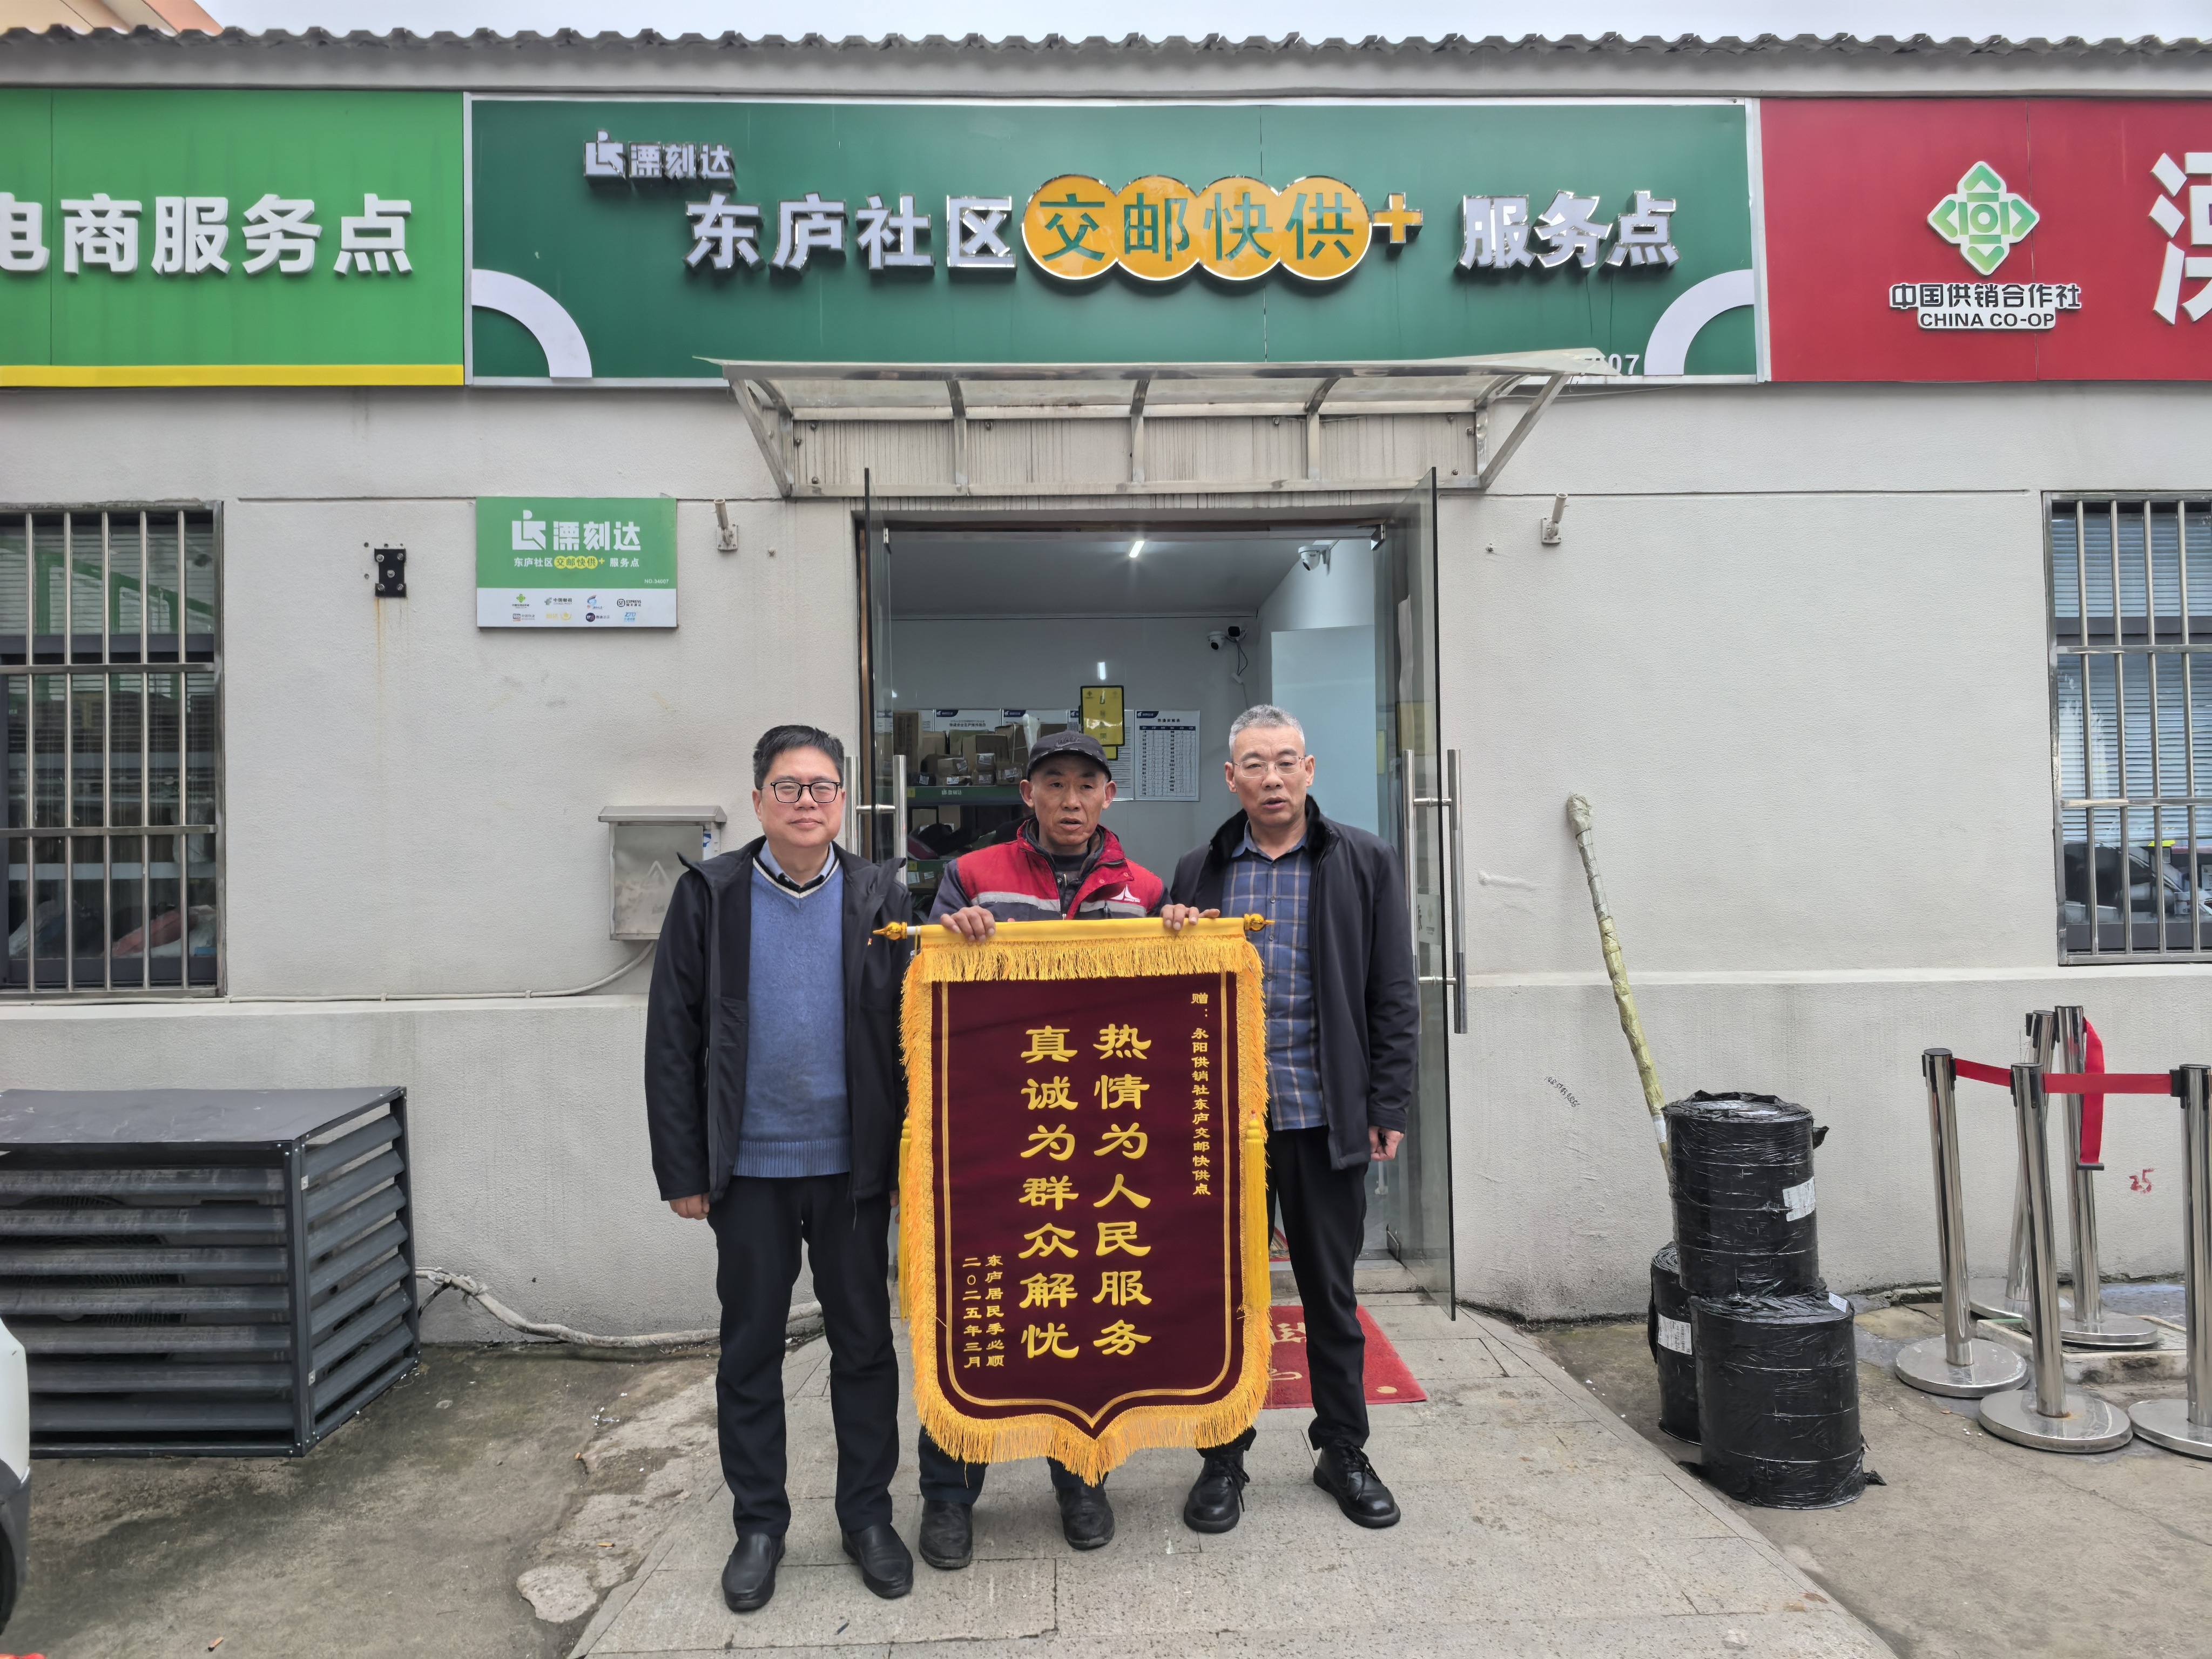 电商服务点
溧刻达
东庐社区交邮快供+ 服务点
07
中国供销合作社
CHINA CO-OP
溧刻达
东庐社区交邮快供+ 服务点
赠：永阳供销社东庐交邮快供点
热情为人民服务
真诚为群众解忧
东庐居民季必顺
二0二五年三月
25